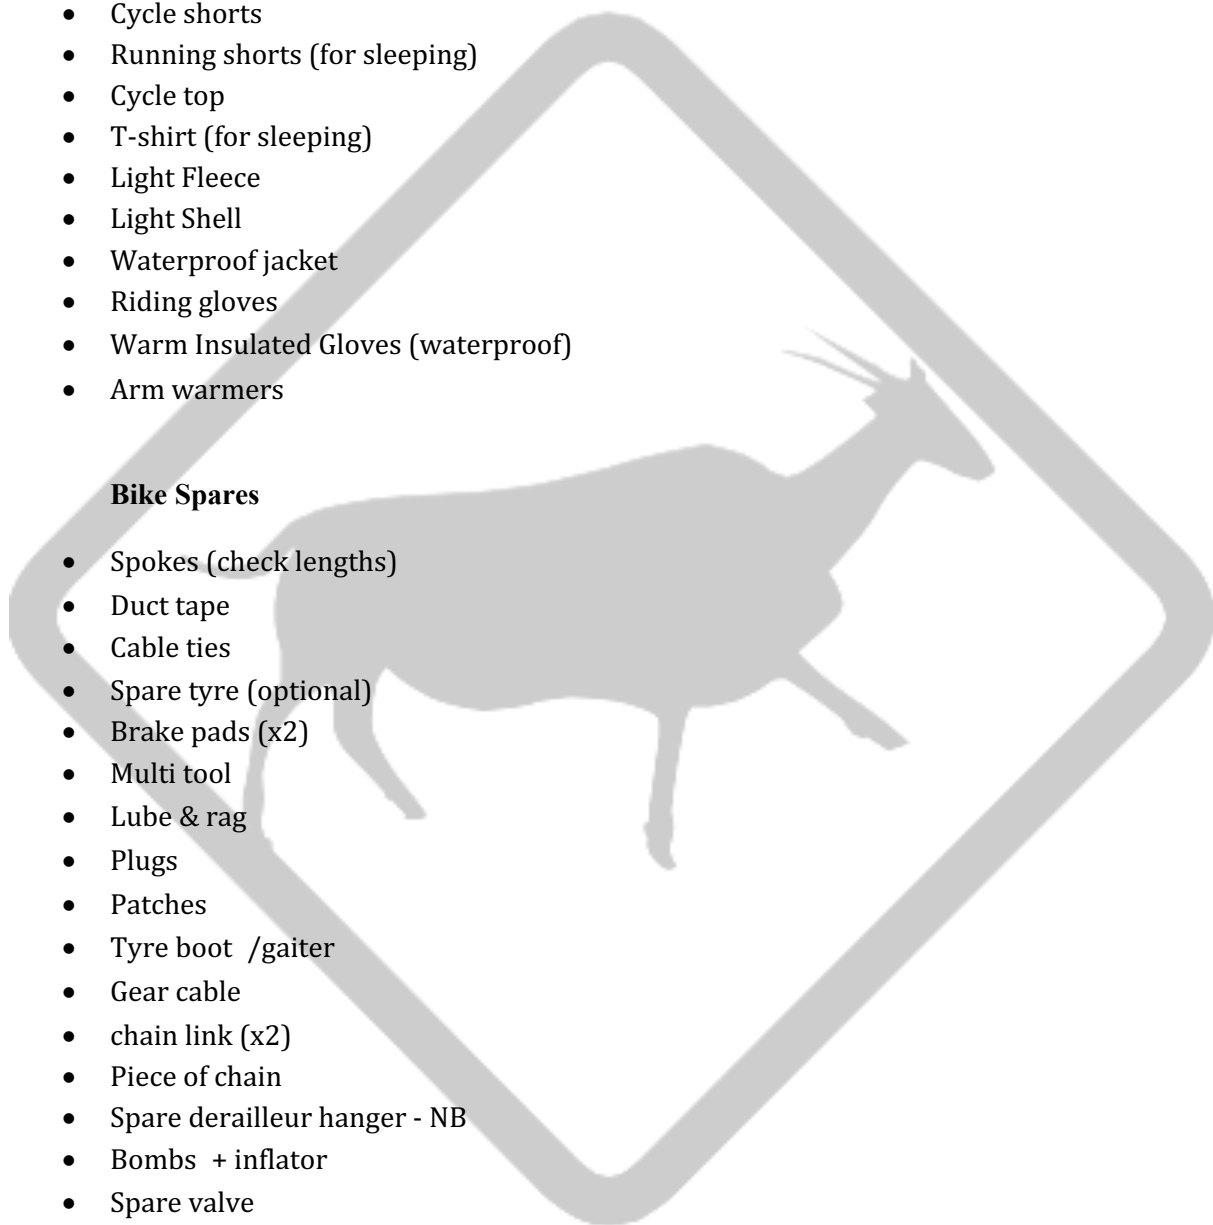 • Cycle shorts
• Running shorts (for sleeping)
• Cycle top
• T-shirt (for sleeping)
• Light Fleece
• Light Shell
• Waterproof jacket
• Riding gloves
• Warm Insulated Gloves (waterproof)
• Arm warmers
Bike Spares
• Spokes (check lengths)
• Duct tape
• Cable ties
• Spare tyre (optional)
• Brake pads (x2)
• Multi tool
• Lube & rag
• Plugs
• Patches
• Tyre boot /gaiter
• Gear cable
• chain link (x2)
• Piece of chain
• Spare derailleur hanger - NB
• Bombs + inflator
• Spare valve